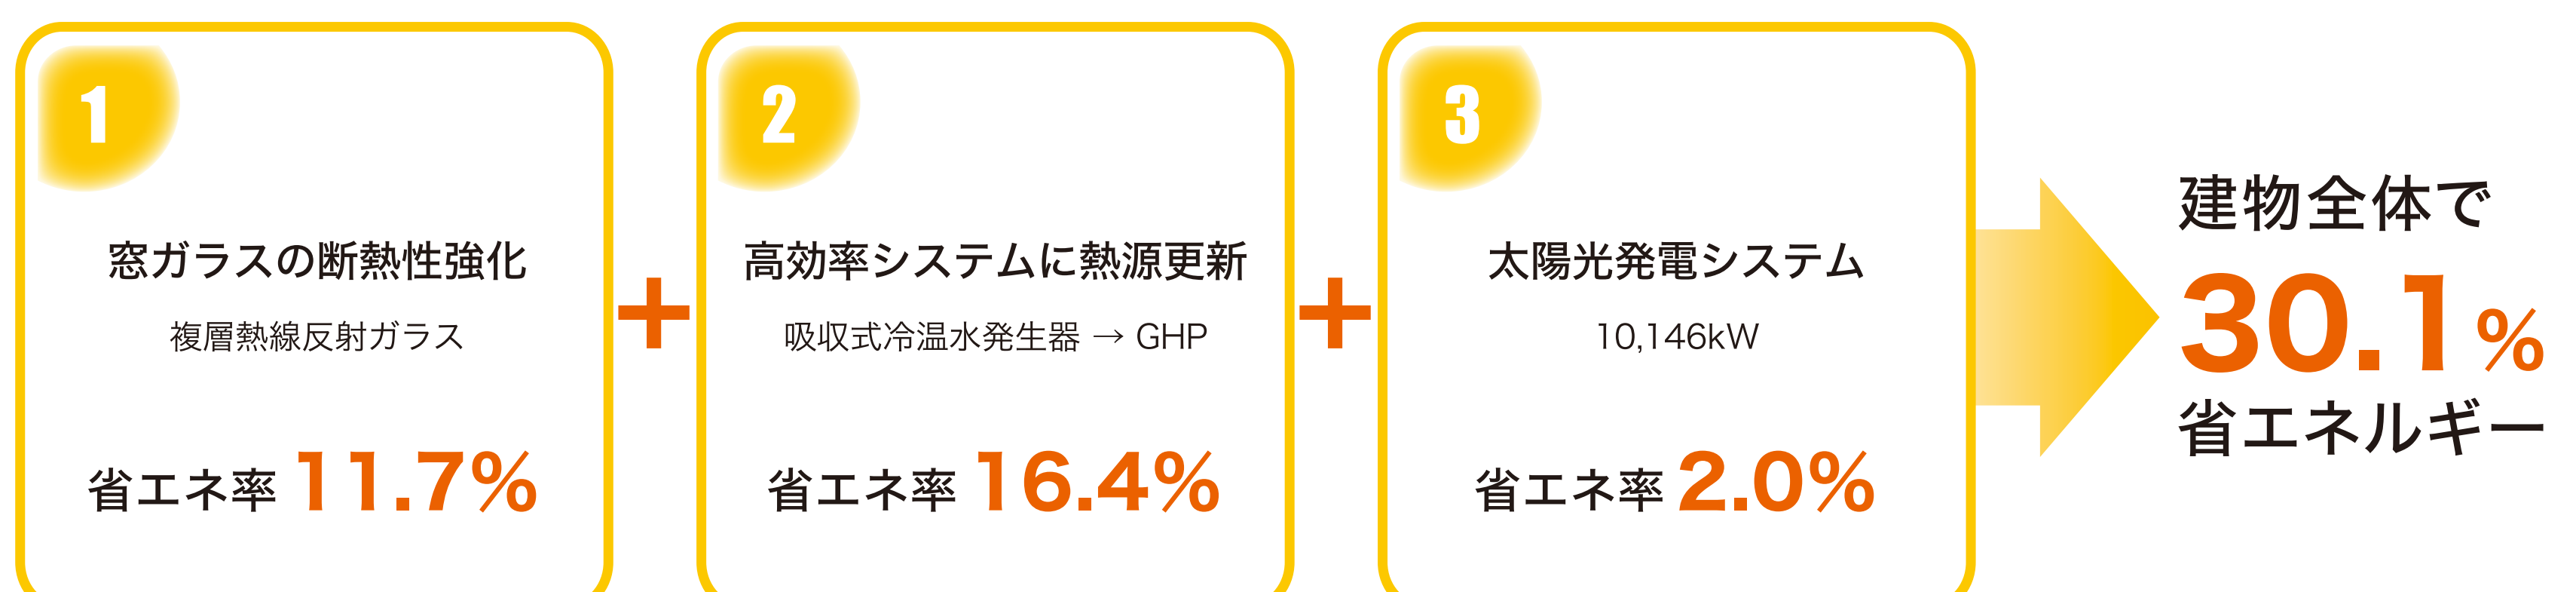 1
窓ガラスの断熱性強化
複層熱線反射ガラス
省エネ率 11.7%
+
2
高効率システムに熱源更新
吸収式冷温水発生器 → GHP
省エネ率 16.4%
+
3
太陽光発電システム
10,146kW
省エネ率 2.0%
建物全体で
30.1%
省エネルギー